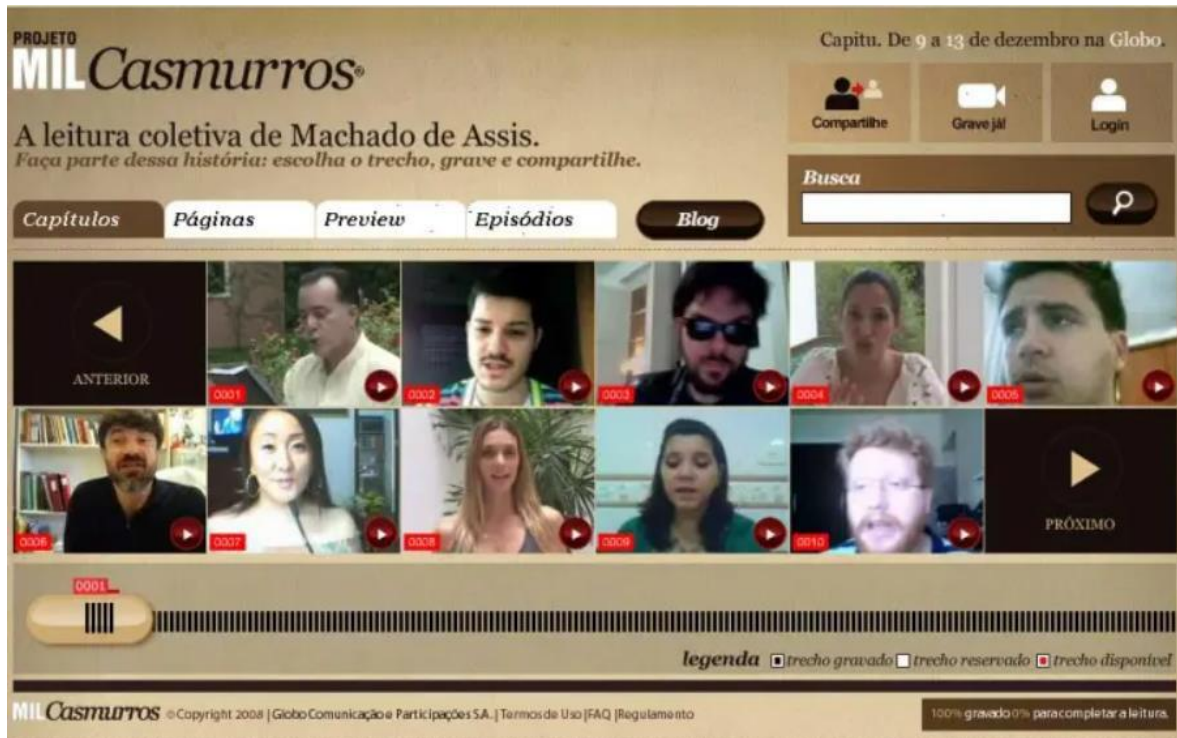 PROJETO
MIL Casmurros®
Capitu. De 9 a 13 de dezembro na Globo.
Compartilhe
Grave já!
Login
A leitura coletiva de Machado de Assis.
Faça parte dessa história: escolha o trecho, grave e compartilhe.
Busca
Capítulos
Páginas
Preview
Episódios
Blog
ANTERIOR
0001
0002
0003
0004
0005
0006
0007
0008
0009
0010
PRÓXIMO
0001
legenda trecho gravado trecho reservado trecho disponível
MIL Casmurros © Copyright 2008 | Globo Comunicação e Participações S.A. | Termos de Uso | FAQ | Regulamento
100% gravado 0% para completar a leitura.